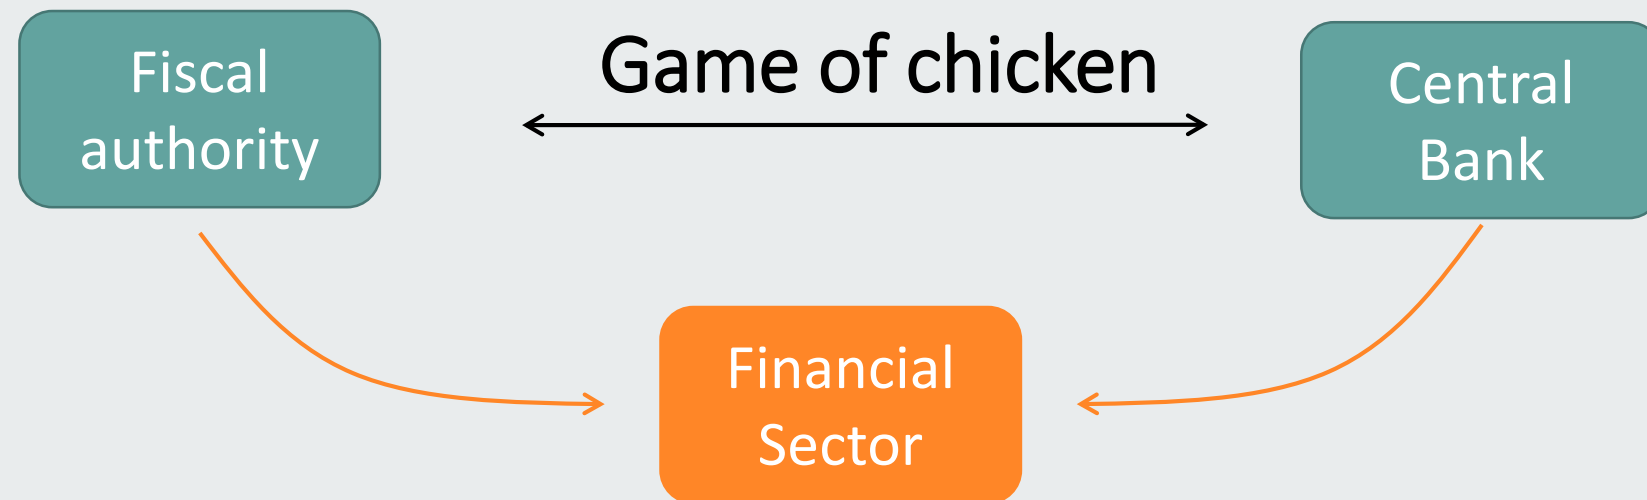 Fiscal
authority
Game of chicken
Central
Bank
Financial
Sector